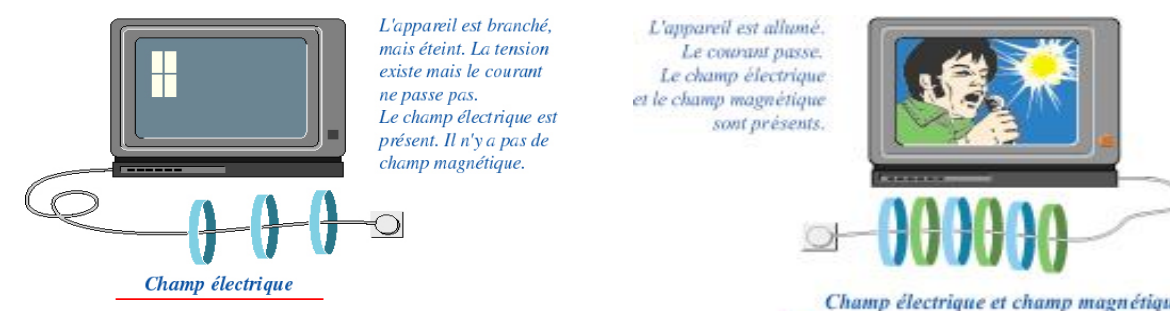 L'appareil est branché,
mais éteint. La tension
existe mais le courant
ne passe pas.
Le champ électrique est
présent. Il n'y a pas de
champ magnétique.
Champ électrique
L'appareil est allumé.
Le courant passe.
Le champ électrique
et le champ magnétique
sont présents.
Champ électrique et champ magnétiqu